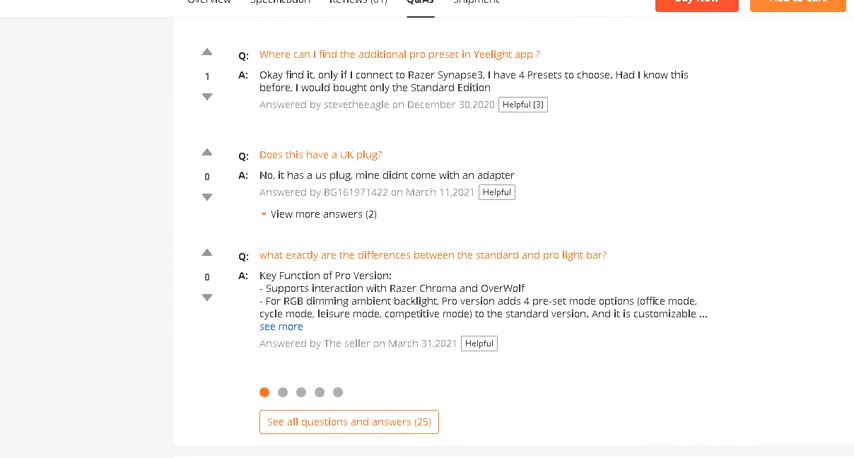 Overview Specification Reviews (61) Q&As Shipment Buy Now Add to Cart
Q: Where can I find the additional pro preset in Yeelight app ?
1 A: Okay find it, only if I connect to Razer Synapse3, I have 4 Presets to choose. Had I know this
before, I would bought only the Standard Edition
Answered by stevetheeagle on December 30,2020 Helpful (3)
Q: Does this have a UK plug?
0 A: No, it has a us plug, mine didnt come with an adapter
Answered by BG161971422 on March 11,2021 Helpful
View more answers (2)
Q: what exactly are the differences between the standard and pro light bar?
0 A: Key Function of Pro Version:
- Supports interaction with Razer Chroma and OverWolf
- For RGB dimming ambient backlight, Pro version adds 4 pre-set mode options (office mode,
cycle mode, leisure mode, competitive mode) to the standard version. And it is customizable ...
see more
Answered by The seller on March 31,2021 Helpful
See all questions and answers (25)